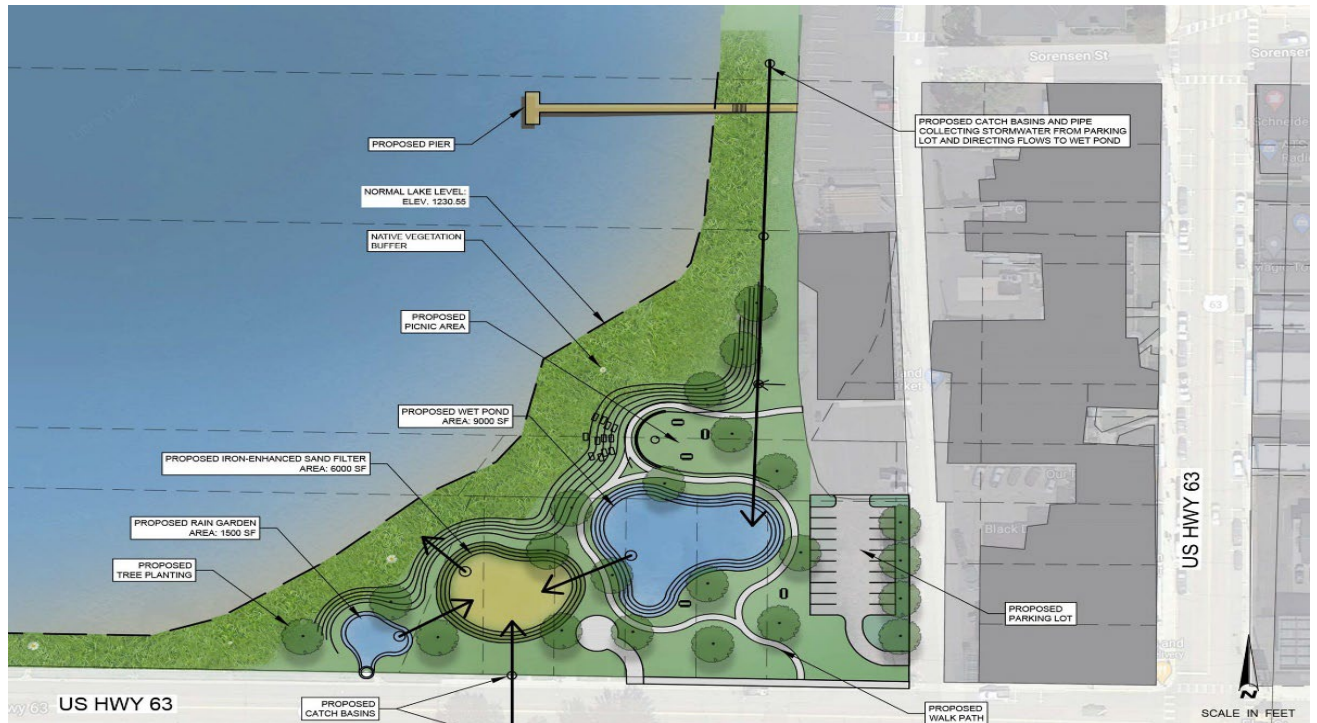 Sorensen St
Sorensen
PROPOSED PIER
PROPOSED CATCH BASINS AND PIPE
COLLECTING STORMWATER FROM PARKING
LOT AND DIRECTING FLOWS TO WET POND
NORMAL LAKE LEVEL:
ELEV. 1230.55
NATIVE VEGETATION
BUFFER
63
PROPOSED
PICNIC AREA
PROPOSED WET POND
AREA: 9000 SF
PROPOSED IRON-ENHANCED SAND FILTER
AREA: 6000 SF
PROPOSED RAIN GARDEN
AREA: 1500 SF
PROPOSED
TREE PLANTING
US HWY 63
PROPOSED
PARKING LOT
US HWY 63
PROPOSED
CATCH BASINS
PROPOSED
WALK PATH
N
SCALE IN FEET